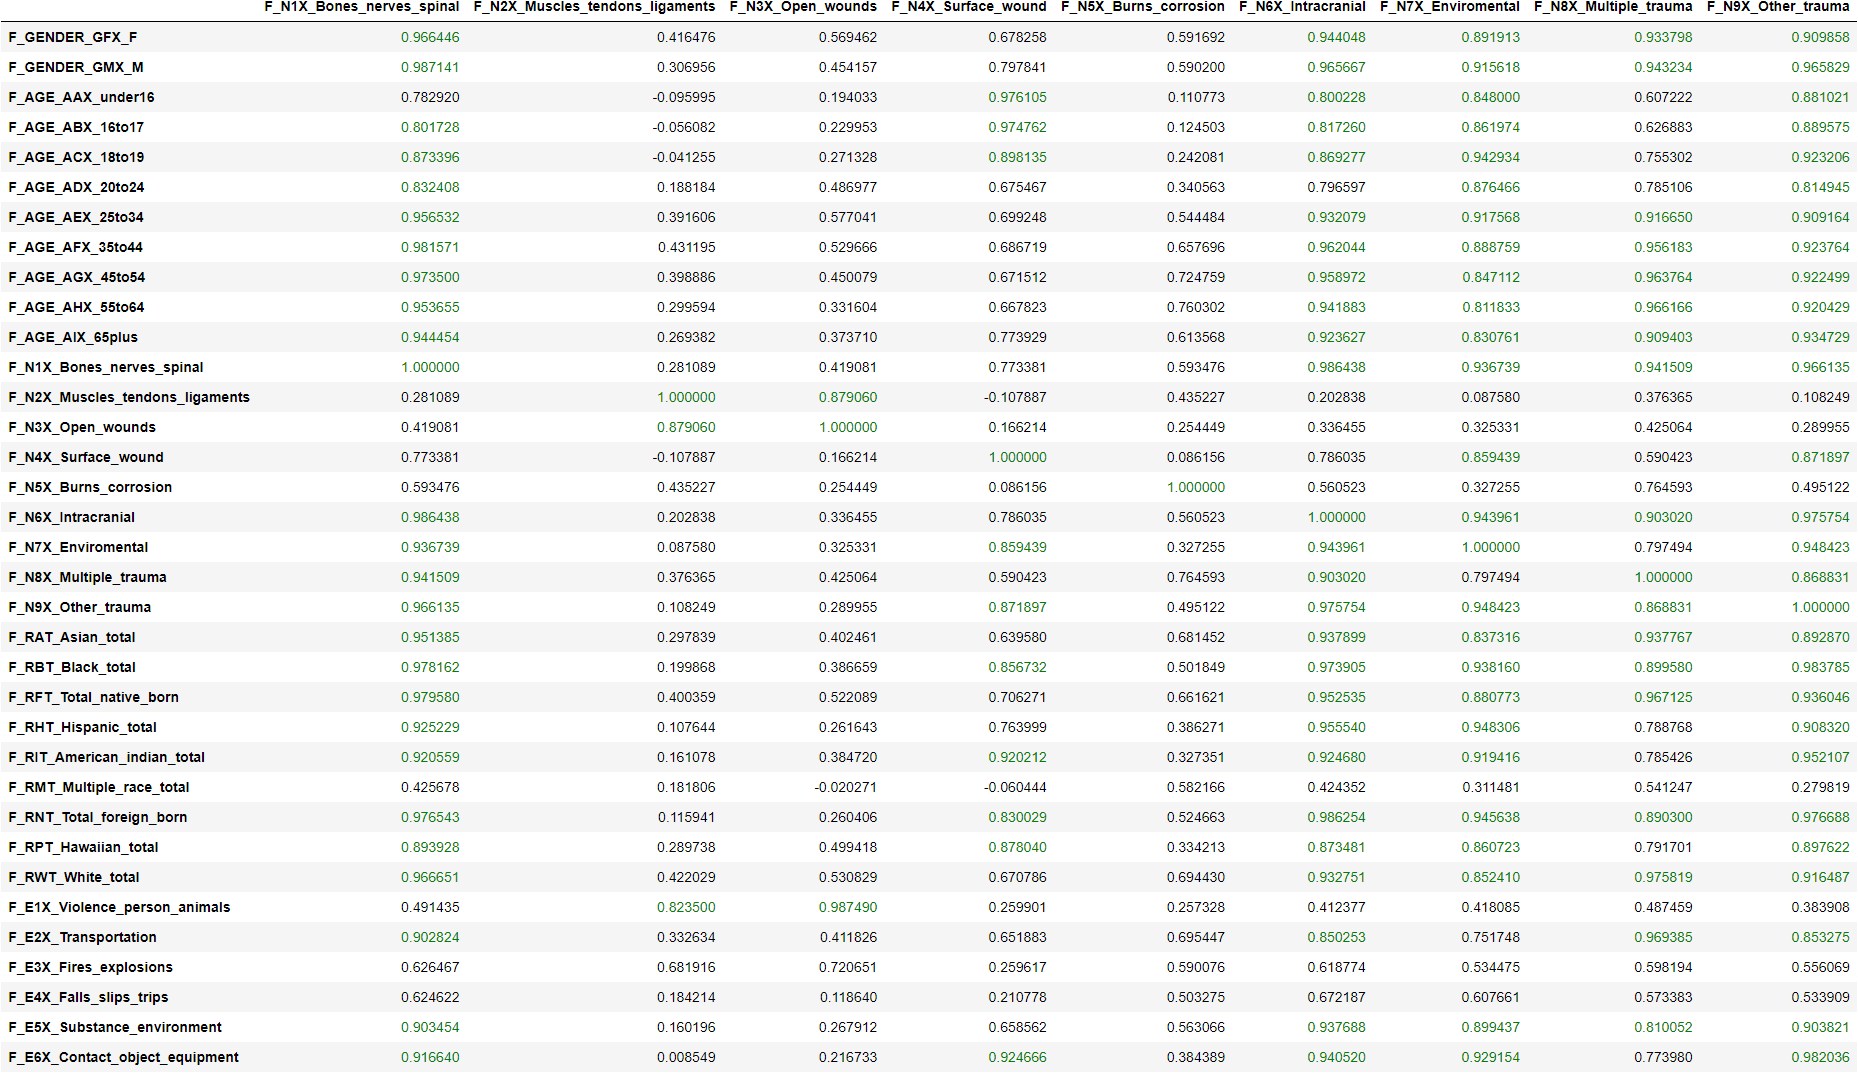 F_N1X_Bones_nerves_spinal F_N2X_Muscles_tendons_ligaments F_N3X_Open_wounds F_N4X_Surface_wound F_N5X_Burns_corrosion F_N6X_Intracranial F_N7X_Enviromental F_N8X_Multiple_trauma F_N9X_Other_trauma
F_GENDER_GFX_F 0.966446 0.416476 0.569462 0.678258 0.591692 0.944048 0.891913 0.933798 0.909858
F_GENDER_GMX_M 0.987141 0.306956 0.454157 0.797841 0.590200 0.965667 0.915618 0.943234 0.965829
F_AGE_AAX_under16 0.782920 -0.095995 0.194033 0.976105 0.110773 0.800228 0.848000 0.607222 0.881021
F_AGE_ABX_16to17 0.801728 -0.056082 0.229953 0.974762 0.124503 0.817260 0.861974 0.626883 0.889575
F_AGE_ACX_18to19 0.873396 -0.041255 0.271328 0.898135 0.242081 0.869277 0.942934 0.755302 0.923206
F_AGE_ADX_20to24 0.832408 0.188184 0.486977 0.675467 0.340563 0.796597 0.876466 0.785106 0.814945
F_AGE_AEX_25to34 0.956532 0.391606 0.577041 0.699248 0.544484 0.932079 0.917568 0.916650 0.909164
F_AGE_AFX_35to44 0.981571 0.431195 0.529666 0.686719 0.657696 0.962044 0.888759 0.956183 0.923764
F_AGE_AGX_45to54 0.973500 0.398886 0.450079 0.671512 0.724759 0.958972 0.847112 0.963764 0.922499
F_AGE_AHX_55to64 0.953655 0.299594 0.331604 0.667823 0.760302 0.941883 0.811833 0.966166 0.920429
F_AGE_AIX_65plus 0.944454 0.269382 0.373710 0.773929 0.613568 0.923627 0.830761 0.909403 0.934729
F_N1X_Bones_nerves_spinal 1.000000 0.281089 0.419081 0.773381 0.593476 0.986438 0.936739 0.941509 0.966135
F_N2X_Muscles_tendons_ligaments 0.281089 1.000000 0.879060 -0.107887 0.435227 0.202838 0.087580 0.376365 0.108249
F_N3X_Open_wounds 0.419081 0.879060 1.000000 0.166214 0.254449 0.336455 0.325331 0.425064 0.289955
F_N4X_Surface_wound 0.773381 -0.107887 0.166214 1.000000 0.086156 0.786035 0.859439 0.590423 0.871897
F_N5X_Burns_corrosion 0.593476 0.435227 0.254449 0.086156 1.000000 0.560523 0.327255 0.764593 0.495122
F_N6X_Intracranial 0.986438 0.202838 0.336455 0.786035 0.560523 1.000000 0.943961 0.903020 0.975754
F_N7X_Enviromental 0.936739 0.087580 0.325331 0.859439 0.327255 0.943961 1.000000 0.797494 0.948423
F_N8X_Multiple_trauma 0.941509 0.376365 0.425064 0.590423 0.764593 0.903020 0.797494 1.000000 0.868831
F_N9X_Other_trauma 0.966135 0.108249 0.289955 0.871897 0.495122 0.975754 0.948423 0.868831 1.000000
F_RAT_Asian_total 0.951385 0.297839 0.402461 0.639580 0.681452 0.937899 0.837316 0.937767 0.892870
F_RBT_Black_total 0.978162 0.199868 0.386659 0.856732 0.501849 0.973905 0.938160 0.899580 0.983785
F_RFT_Total_native_born 0.979580 0.400359 0.522089 0.706271 0.661621 0.952535 0.880773 0.967125 0.936046
F_RHT_Hispanic_total 0.925229 0.107644 0.261643 0.763999 0.386271 0.955540 0.948306 0.788768 0.908320
F_RIT_American_indian_total 0.920559 0.161078 0.384720 0.920212 0.327351 0.924680 0.919416 0.785426 0.952107
F_RMT_Multiple_race_total 0.425678 0.181806 -0.020271 -0.060444 0.582166 0.424352 0.311481 0.541247 0.279819
F_RNT_Total_foreign_born 0.976543 0.115941 0.260406 0.830029 0.524663 0.986254 0.945638 0.890300 0.976688
F_RPT_Hawaiian_total 0.893928 0.289738 0.499418 0.878040 0.334213 0.873481 0.860723 0.791701 0.897622
F_RWT_White_total 0.966651 0.422029 0.530829 0.670786 0.694430 0.932751 0.852410 0.975819 0.916487
F_E1X_Violence_person_animals 0.491435 0.823500 0.987490 0.259901 0.257328 0.412377 0.418085 0.487459 0.383908
F_E2X_Transportation 0.902824 0.332634 0.411826 0.651883 0.695447 0.850253 0.751748 0.969385 0.853275
F_E3X_Fires_explosions 0.626467 0.681916 0.720651 0.259617 0.590076 0.618774 0.534475 0.598194 0.556069
F_E4X_Falls_slips_trips 0.624622 0.184214 0.118640 0.210778 0.503275 0.672187 0.607661 0.573383 0.533909
F_E5X_Substance_environment 0.903454 0.160196 0.267912 0.658562 0.563066 0.937688 0.899437 0.810052 0.903821
F_E6X_Contact_object_equipment 0.916640 0.008549 0.216733 0.924666 0.384389 0.940520 0.929154 0.773980 0.982036